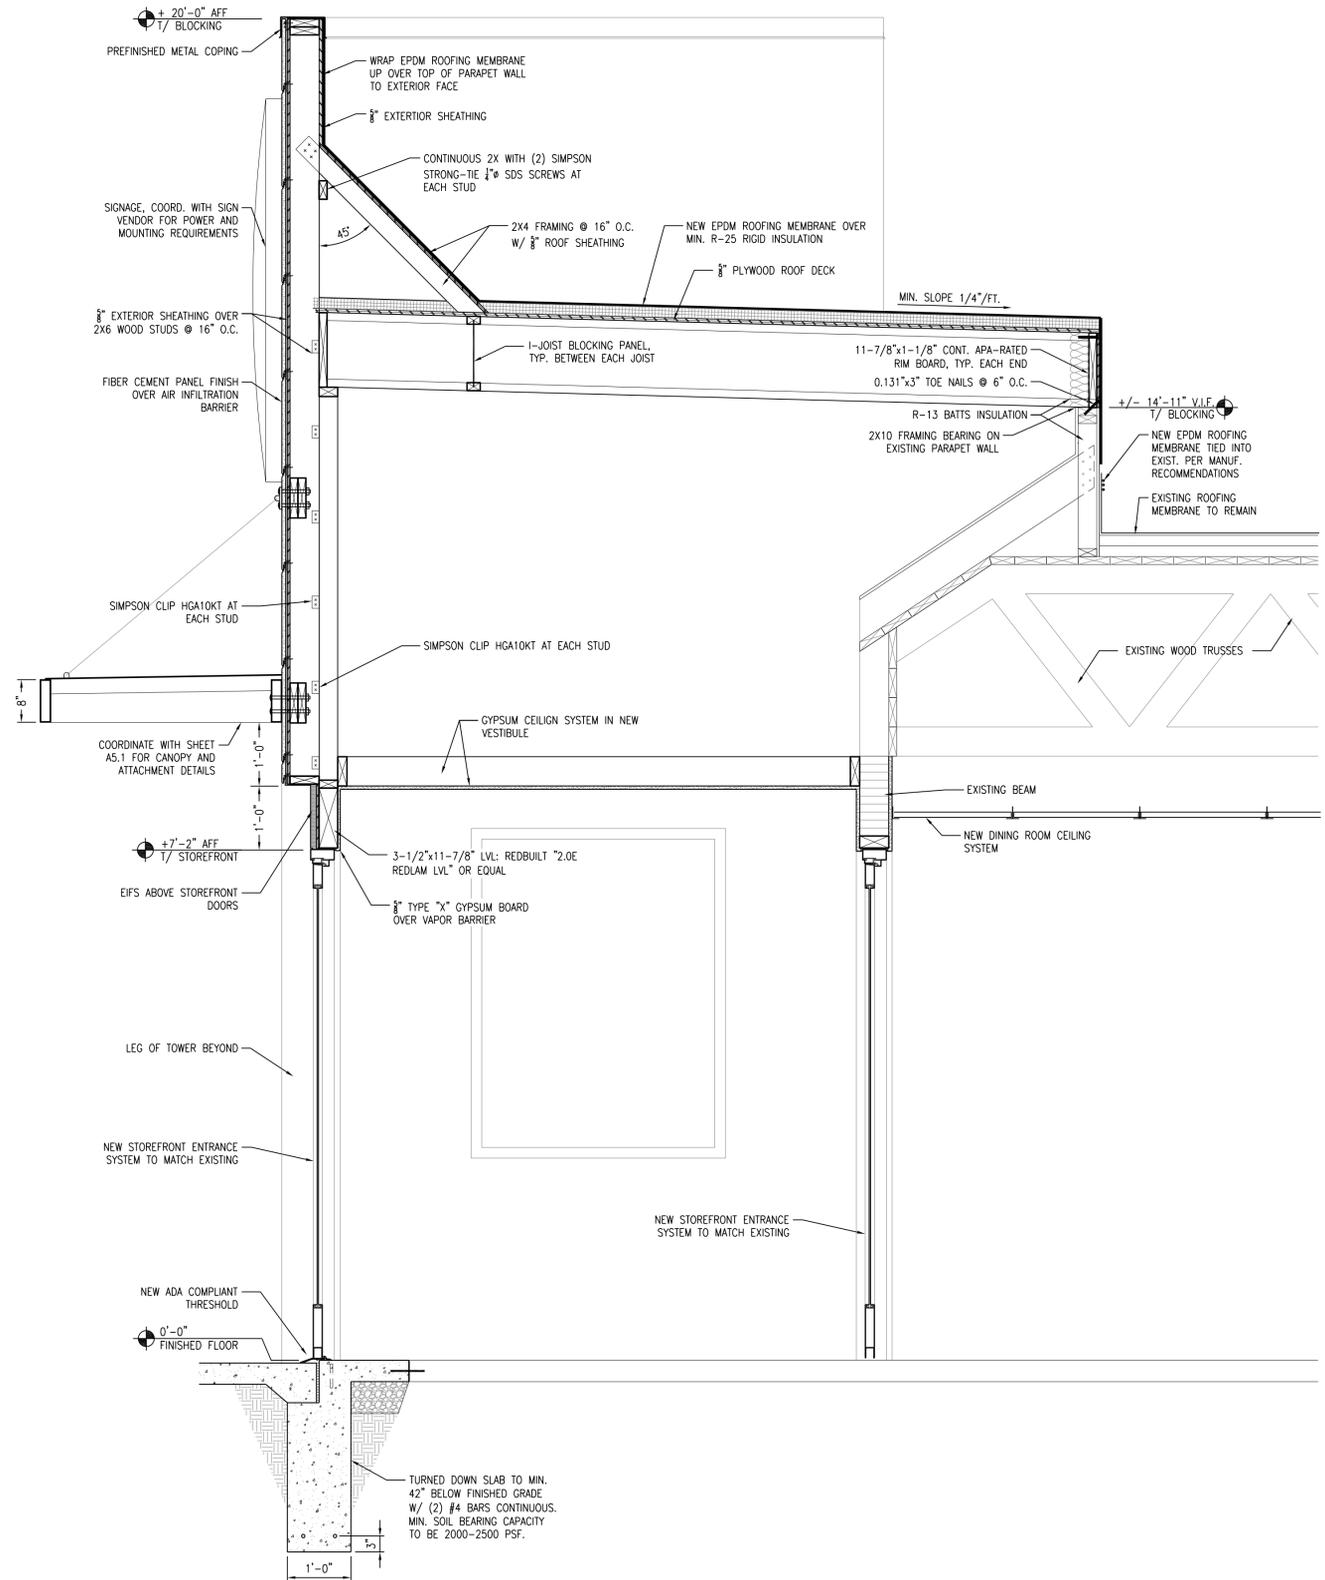 + 20'-0" AFF
T/ BLOCKING
PREFINISHED METAL COPING
WRAP EPDM ROOFING MEMBRANE
UP OVER TOP OF PARAPET WALL
TO EXTERIOR FACE
5/8" EXTERTIOR SHEATHING
CONTINUOUS 2X WITH (2) SIMPSON
STRONG-TIE 1/4"ø SDS SCREWS AT
EACH STUD
SIGNAGE, COORD. WITH SIGN
VENDOR FOR POWER AND
MOUNTING REQUIREMENTS
45°
2X4 FRAMING @ 16" O.C.
W/ 5/8" ROOF SHEATHING
NEW EPDM ROOFING MEMBRANE OVER
MIN. R-25 RIGID INSULATION
5/8" PLYWOOD ROOF DECK
MIN. SLOPE 1/4"/FT.
5/8" EXTERIOR SHEATHING OVER
2X6 WOOD STUDS @ 16" O.C.
I-JOIST BLOCKING PANEL,
TYP. BETWEEN EACH JOIST
11-7/8"x1-1/8" CONT. APA-RATED
RIM BOARD, TYP. EACH END
0.131"x3" TOE NAILS @ 6" O.C.
FIBER CEMENT PANEL FINISH
OVER AIR INFILTRATION
BARRIER
R-13 BATTS INSULATION
2X10 FRAMING BEARING ON
EXISTING PARAPET WALL
+/- 14'-11" V.I.F.
T/ BLOCKING
NEW EPDM ROOFING
MEMBRANE TIED INTO
EXIST. PER MANUF.
RECOMMENDATIONS
EXISTING ROOFING
MEMBRANE TO REMAIN
SIMPSON CLIP HGA10KT AT
EACH STUD
SIMPSON CLIP HGA10KT AT EACH STUD
EXISTING WOOD TRUSSES
8"
GYPSUM CEILIGN SYSTEM IN NEW
VESTIBULE
COORDINATE WITH SHEET
A5.1 FOR CANOPY AND
ATTACHMENT DETAILS
1'-0"
1'-0"
EXISTING BEAM
NEW DINING ROOM CEILING
SYSTEM
+7'-2" AFF
T/ STOREFRONT
3-1/2"x11-7/8" LVL: REDBUILT "2.0E
REDLAM LVL" OR EQUAL
EIFS ABOVE STOREFRONT
DOORS
5/8" TYPE "X" GYPSUM BOARD
OVER VAPOR BARRIER
LEG OF TOWER BEYOND
NEW STOREFRONT ENTRANCE
SYSTEM TO MATCH EXISTING
NEW STOREFRONT ENTRANCE
SYSTEM TO MATCH EXISTING
NEW ADA COMPLIANT
THRESHOLD
0'-0"
FINISHED FLOOR
TURNED DOWN SLAB TO MIN.
42" BELOW FINISHED GRADE
W/ (2) #4 BARS CONTINUOUS.
MIN. SOIL BEARING CAPACITY
TO BE 2000-2500 PSF.
3"
1'-0"